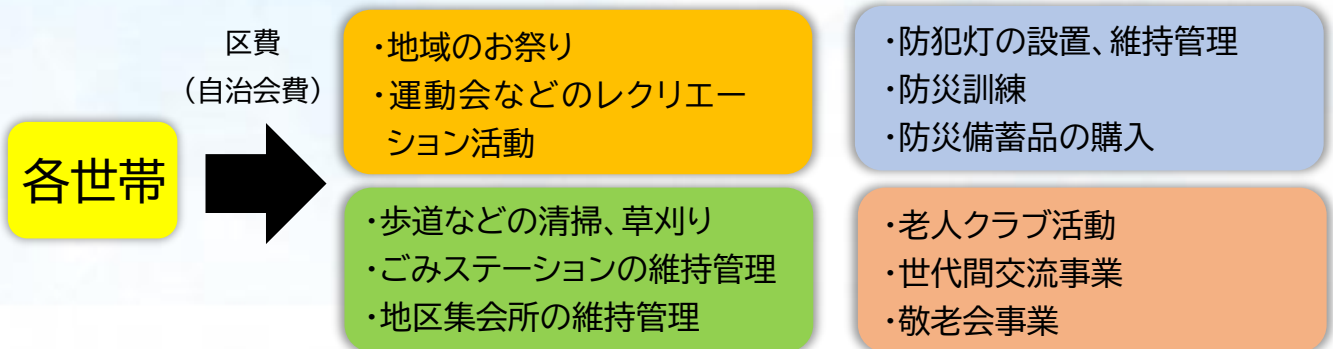 区費
（自治会費）
各世帯
・地域のお祭り
・運動会などのレクリエー
ション活動
・防犯灯の設置、維持管理
・防災訓練
・防災備蓄品の購入
・歩道などの清掃、草刈り
・ごみステーションの維持管理
・地区集会所の維持管理
・老人クラブ活動
・世代間交流事業
・敬老会事業